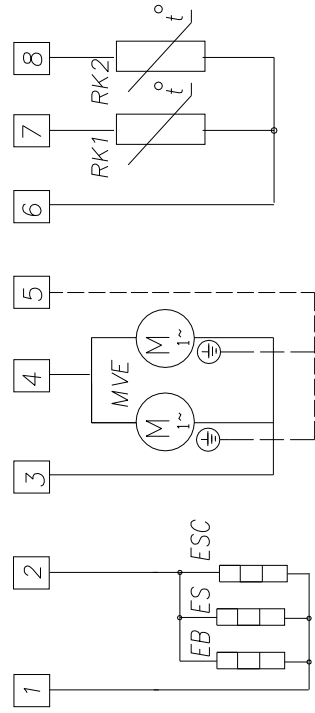 1 2 3 4 5 6 7 8
RK1 RK2
MVE
M M
t° t°
1~ 1~
EB ES ESC